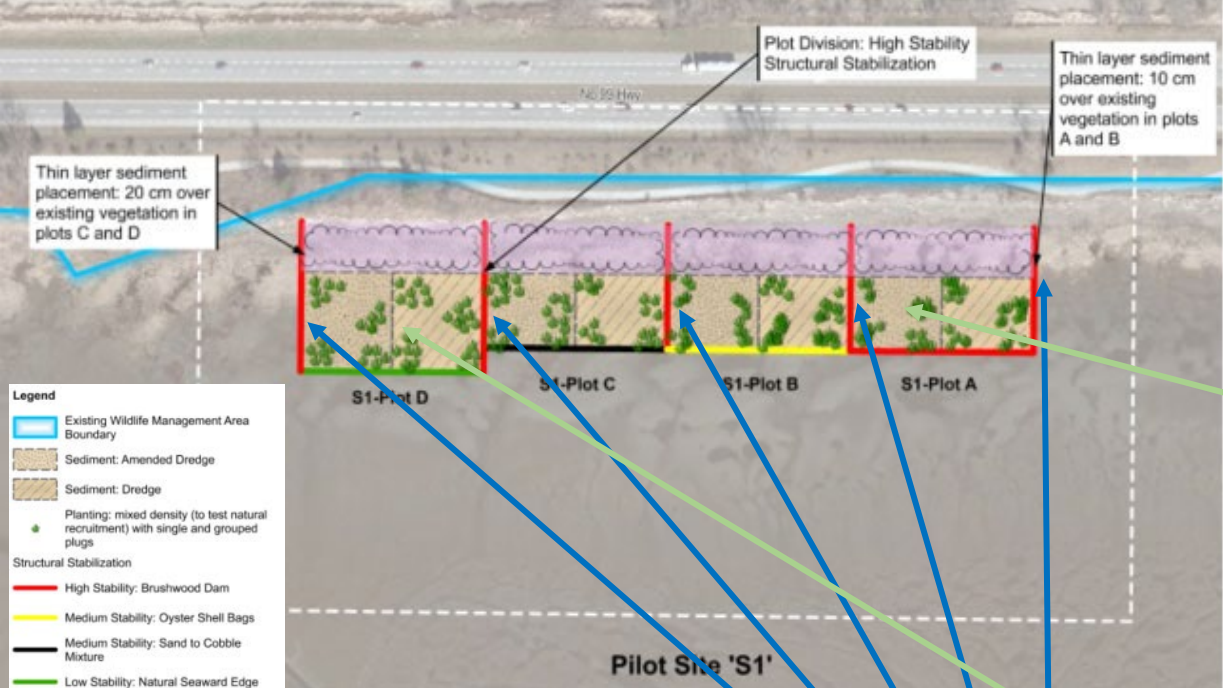 Plot Division: High Stability
Structural Stabilization
Thin layer sediment
placement: 10 cm
over existing
vegetation in plots
A and B
No 99 Hwy
Thin layer sediment
placement: 20 cm over
existing vegetation in
plots C and D
S1-Plot D
S1-Plot C
S1-Plot B
S1-Plot A
Legend
Existing Wildlife Management Area
Boundary
Sediment: Amended Dredge
Sediment: Dredge
Planting: mixed density (to test natural
recruitment) with single and grouped
plugs
Structural Stabilization
High Stability: Brushwood Dam
Medium Stability: Oyster Shell Bags
Medium Stability: Sand to Cobble
Mixture
Low Stability: Natural Seaward Edge
Pilot Site 'S1'